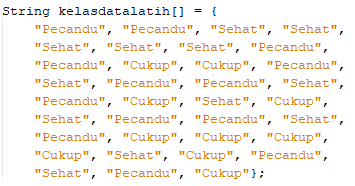 String kelasdatalatih[] = {
"Pecandu", "Pecandu", "Sehat", "Sehat",
"Sehat", "Sehat", "Sehat", "Pecandu",
"Pecandu", "Cukup", "Cukup", "Pecandu",
"Sehat", "Pecandu", "Pecandu", "Sehat",
"Pecandu", "Cukup", "Sehat", "Cukup",
"Sehat", "Pecandu", "Pecandu", "Sehat",
"Pecandu", "Cukup", "Cukup", "Cukup",
"Cukup", "Sehat", "Cukup", "Pecandu",
"Sehat", "Pecandu", "Cukup"};